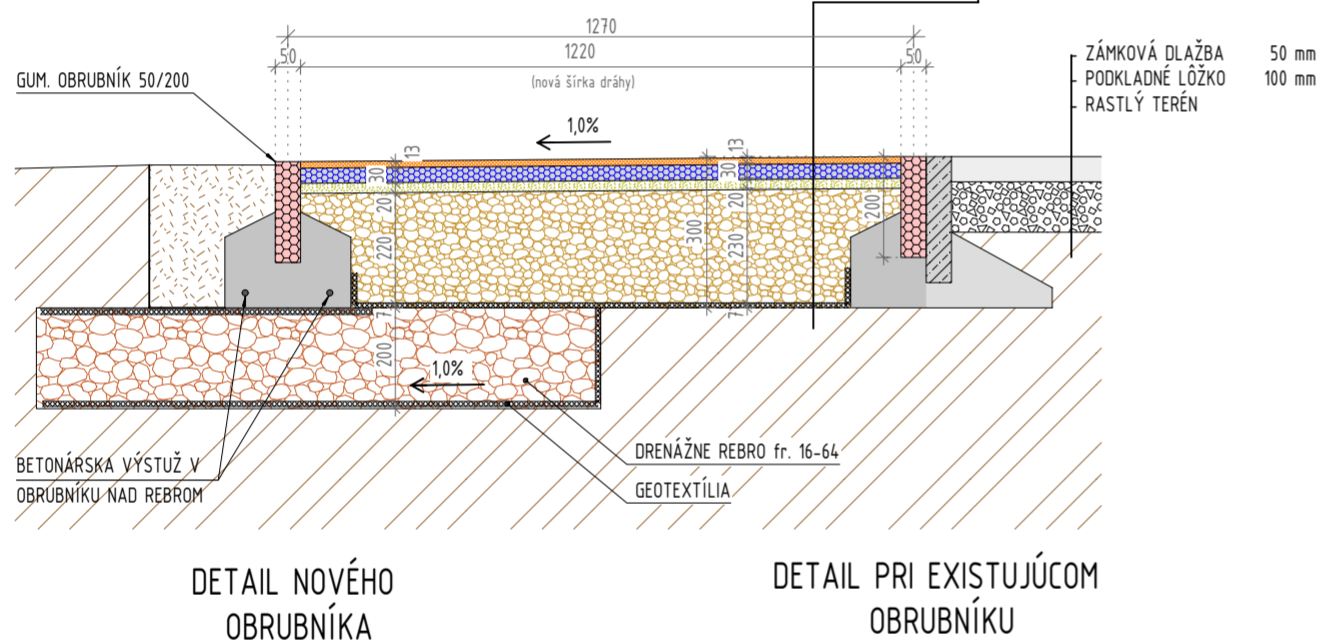 1270
50
1220
50
(nová šírka dráhy)
GUM. OBRUBNÍK 50/200
ZÁMKOVÁ DLAŽBA 50 mm
PODKLADNÉ LÔŽKO 100 mm
RASTLÝ TERÉN
1,0%
13
30
20
220
7
200
300
13
30
20
230
7
200
1,0%
BETONÁRSKA VÝSTUŽ V
OBRUBNÍKU NAD REBROM
DRENÁŽNE REBRO fr. 16-64
GEOTEXTÍLIA
DETAIL NOVÉHO
OBRUBNÍKA
DETAIL PRI EXISTUJÚCOM
OBRUBNÍKU